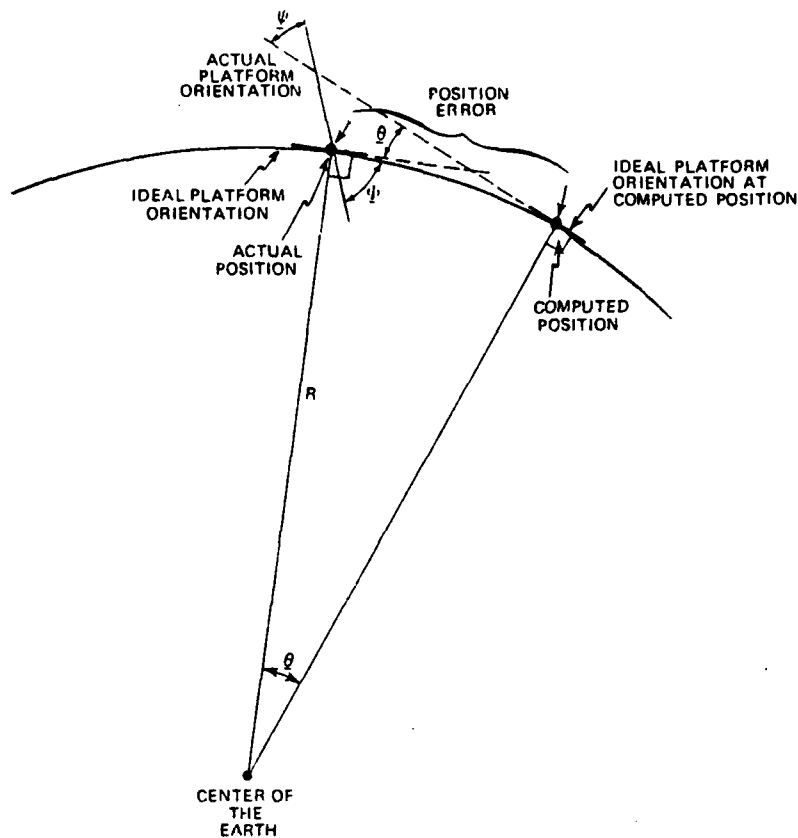 ψ
ACTUAL
PLATFORM
ORIENTATION
POSITION
ERROR
θ
IDEAL PLATFORM
ORIENTATION AT
COMPUTED POSITION
IDEAL PLATFORM
ORIENTATION
ψ
ACTUAL
POSITION
COMPUTED
POSITION
R
θ
CENTER OF
THE
EARTH